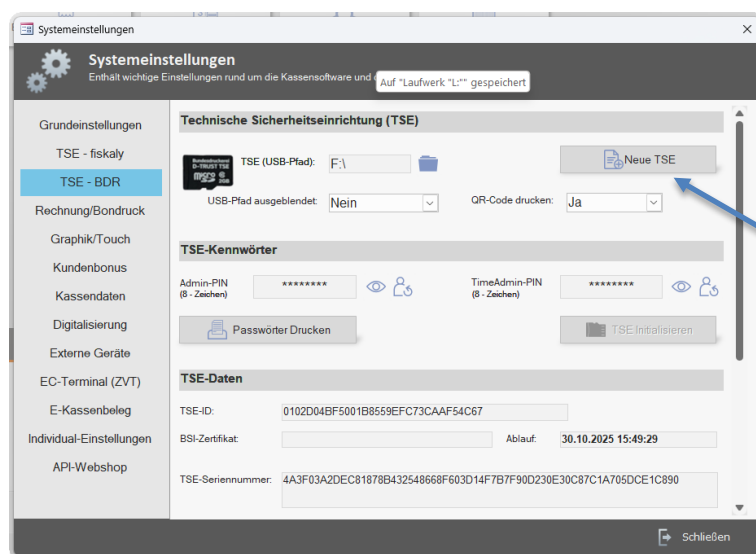 Systemeinstellungen
Systemeinstellungen
Enthält wichtige Einstellungen rund um die Kassensoftware und
Auf "Laufwerk "L:"" gespeichert
Grundeinstellungen
TSE - fiskaly
TSE - BDR
Rechnung/Bondruck
Graphik/Touch
Kundenbonus
Kassendaten
Digitalisierung
Externe Geräte
EC-Terminal (ZVT)
E-Kassenbeleg
Individual-Einstellungen
API-Webshop
Technische Sicherheitseinrichtung (TSE)
Bundesdruckerei
D-TRUST TSE
micro
TSE (USB-Pfad): F:\
Neue TSE
USB-Pfad ausgeblendet: Nein
QR-Code drucken: Ja
TSE-Kennwörter
Admin-PIN ********
(8 - Zeichen)
TimeAdmin-PIN ********
(8 - Zeichen)
Passwörter Drucken
TSE Initialisieren
TSE-Daten
TSE-ID: 0102D04BF5001B8559EFC73CAAF54C67
BSI-Zertifikat:
Ablauf: 30.10.2025 15:49:29
TSE-Seriennummer: 4A3F03A2DEC81878B432548668F603D14F7B7F90D230E30C87C1A705DCE1C890
Schließen